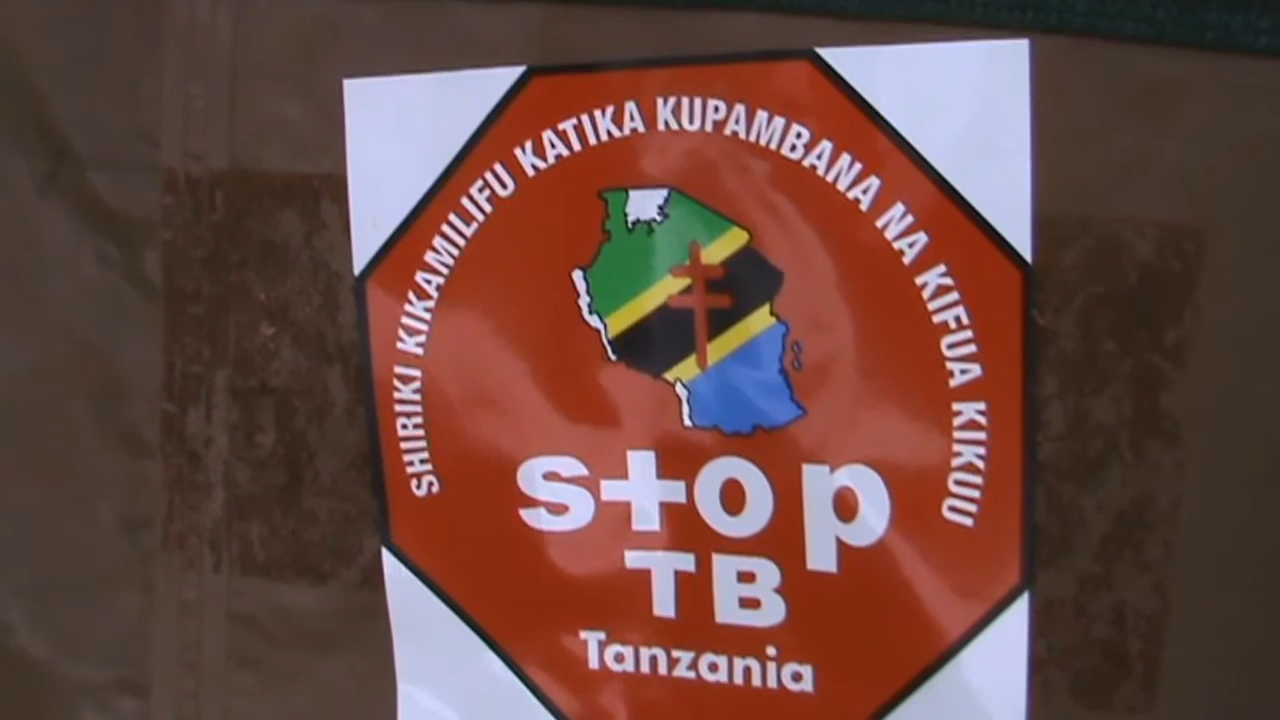 SHIRIKI KIKAMILIFU KATIKA KUPAMBANA NA KIFUA KIKUU
stop
TB
Tanzania